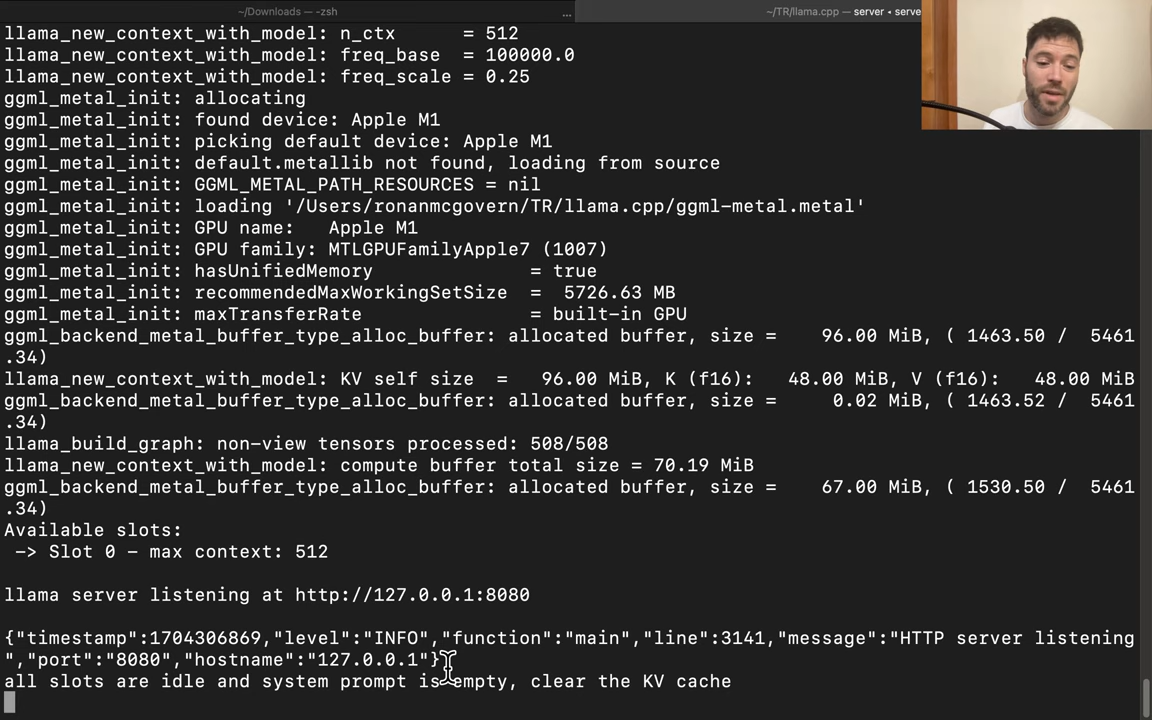 ~/Downloads — -zsh
...
~/TR/llama.cpp — server • serve
llama_new_context_with_model: n_ctx      = 512
llama_new_context_with_model: freq_base  = 100000.0
llama_new_context_with_model: freq_scale = 0.25
ggml_metal_init: allocating
ggml_metal_init: found device: Apple M1
ggml_metal_init: picking default device: Apple M1
ggml_metal_init: default.metallib not found, loading from source
ggml_metal_init: GGML_METAL_PATH_RESOURCES = nil
ggml_metal_init: loading '/Users/ronanmcgovern/TR/llama.cpp/ggml-metal.metal'
ggml_metal_init: GPU name:   Apple M1
ggml_metal_init: GPU family: MTLGPUFamilyApple7 (1007)
ggml_metal_init: hasUnifiedMemory              = true
ggml_metal_init: recommendedMaxWorkingSetSize  =  5726.63 MB
ggml_metal_init: maxTransferRate               = built-in GPU
ggml_backend_metal_buffer_type_alloc_buffer: allocated buffer, size =    96.00 MiB, ( 1463.50 /  5461
.34)
llama_new_context_with_model: KV self size  =   96.00 MiB, K (f16):   48.00 MiB, V (f16):   48.00 MiB
ggml_backend_metal_buffer_type_alloc_buffer: allocated buffer, size =     0.02 MiB, ( 1463.52 /  5461
.34)
llama_build_graph: non-view tensors processed: 508/508
llama_new_context_with_model: compute buffer total size = 70.19 MiB
ggml_backend_metal_buffer_type_alloc_buffer: allocated buffer, size =    67.00 MiB, ( 1530.50 /  5461
.34)
Available slots:
 -> Slot 0 - max context: 512
llama server listening at http://127.0.0.1:8080
{"timestamp":1704306869,"level":"INFO","function":"main","line":3141,"message":"HTTP server listening
","port":"8080","hostname":"127.0.0.1"}
all slots are idle and system prompt is empty, clear the KV cache